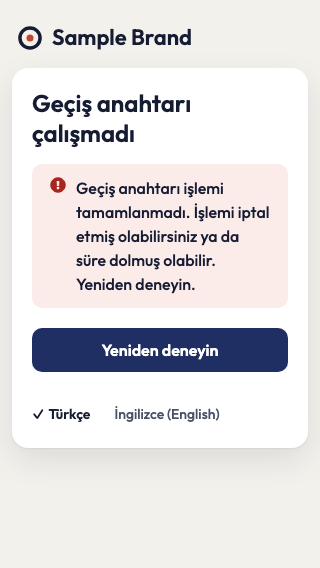 Sample Brand
Geçiş anahtarı
çalışmadı
Geçiş anahtarı işlemi
tamamlanmadı. İşlemi iptal
etmiş olabilirsiniz ya da
süre dolmuş olabilir.
Yeniden deneyin.
Yeniden deneyin
Türkçe
İngilizce (English)